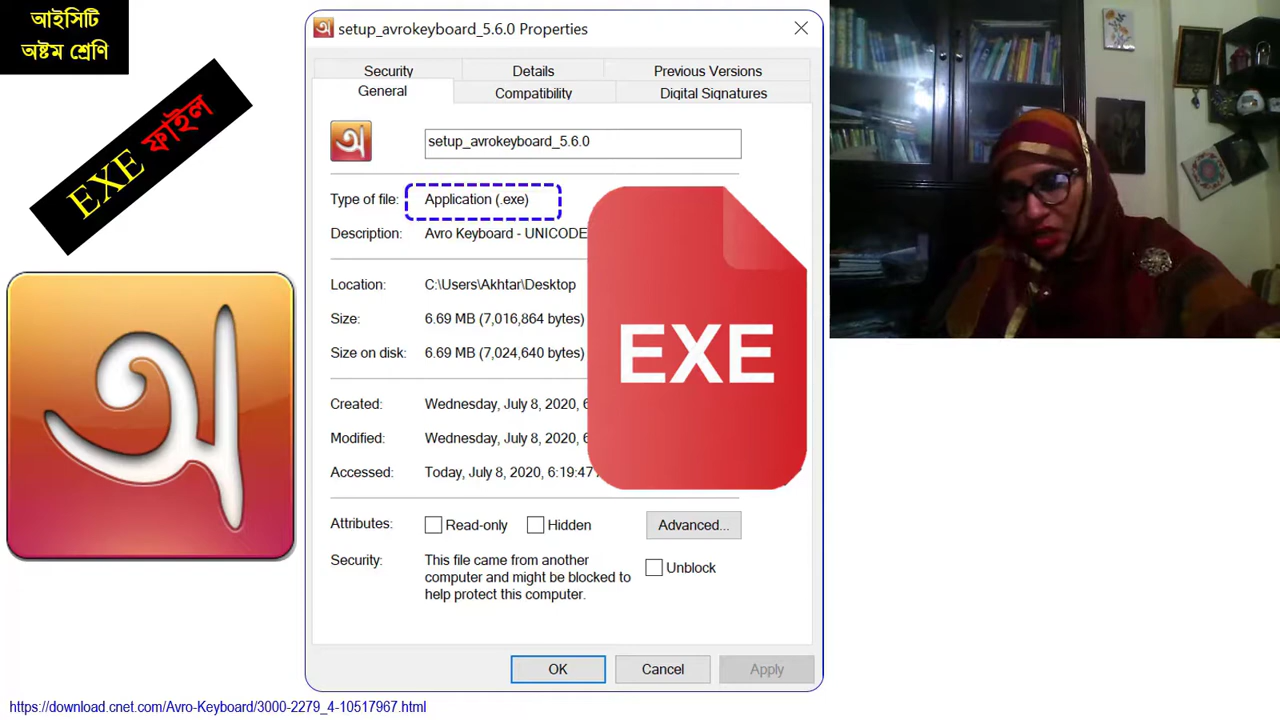 আইসিটি
অষ্টম শ্রেণি
EXE ফাইল
অ
setup_avrokeyboard_5.6.0 Properties
Security Details Previous Versions
General Compatibility Digital Signatures
setup_avrokeyboard_5.6.0
Type of file: Application (.exe)
Description: Avro Keyboard - UNICODE
Location: C:\Users\Akhtar\Desktop
Size: 6.69 MB (7,016,864 bytes)
Size on disk: 6.69 MB (7,024,640 bytes)
EXE
Created: Wednesday, July 8, 2020, 6
Modified: Wednesday, July 8, 2020, 6
Accessed: Today, July 8, 2020, 6:19:47
Attributes: Read-only Hidden Advanced...
Security: This file came from another
computer and might be blocked to
help protect this computer.
Unblock
OK Cancel Apply
https://download.cnet.com/Avro-Keyboard/3000-2279_4-10517967.html